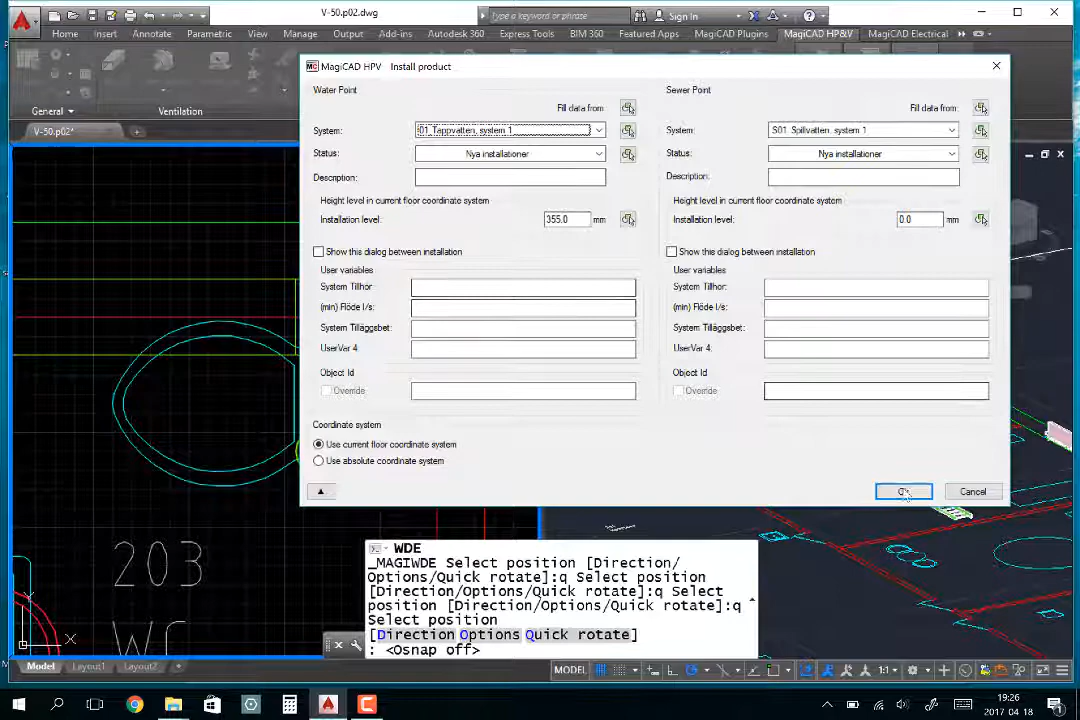 V-50.p02.dwg
Type a keyword or phrase
Sign In
Home Insert Annotate Parametric View Manage Output Add-ins Autodesk 360 Express Tools BIM 360 Featured Apps MagiCAD Plugins MagiCAD HP&V MagiCAD Electrical
General
Ventilation
V-50.p02*
MagiCAD HPV Install product
Water Point
Fill data from:
System: 01 Tappvatten, system 1
Status: Nya installationer
Description:
Height level in current floor coordinate system
Installation level: 355.0 mm
Show this dialog between installation
User variables
System Tillhör:
(min) Flöde l/s:
System Tilläggsbet:
UserVar 4:
Object Id
Override
Sewer Point
Fill data from:
System: S01 Spillvatten, system 1
Status: Nya installationer
Description:
Height level in current floor coordinate system
Installation level: 0.0 mm
Show this dialog between installation
User variables
System Tillhör:
(min) Flöde l/s:
System Tilläggsbet:
UserVar 4:
Object Id
Override
Coordinate system
Use current floor coordinate system
Use absolute coordinate system
Cancel
203
X
WDE
_MAGIWDE Select position [Direction/
Options/Quick rotate]:q Select position
[Direction/Options/Quick rotate]:q Select
position [Direction/Options/Quick rotate]:q
Select position
[Direction Options Quick rotate]
: <Osnap off>
Model Layout1 Layout2 +
MODEL 1:1
19:26
2017-04-18